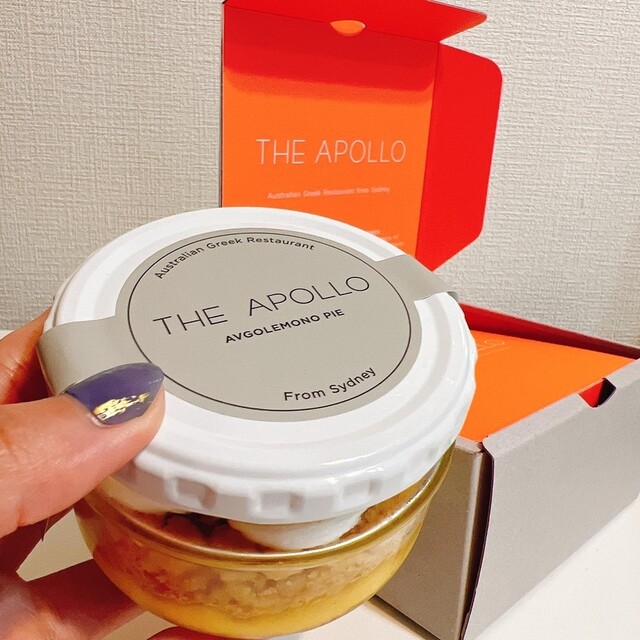 THE APOLLO
Australian Greek Restaurant from Sydney
Australian Greek Restaurant
THE APOLLO
AVGOLEMONO PIE
From Sydney